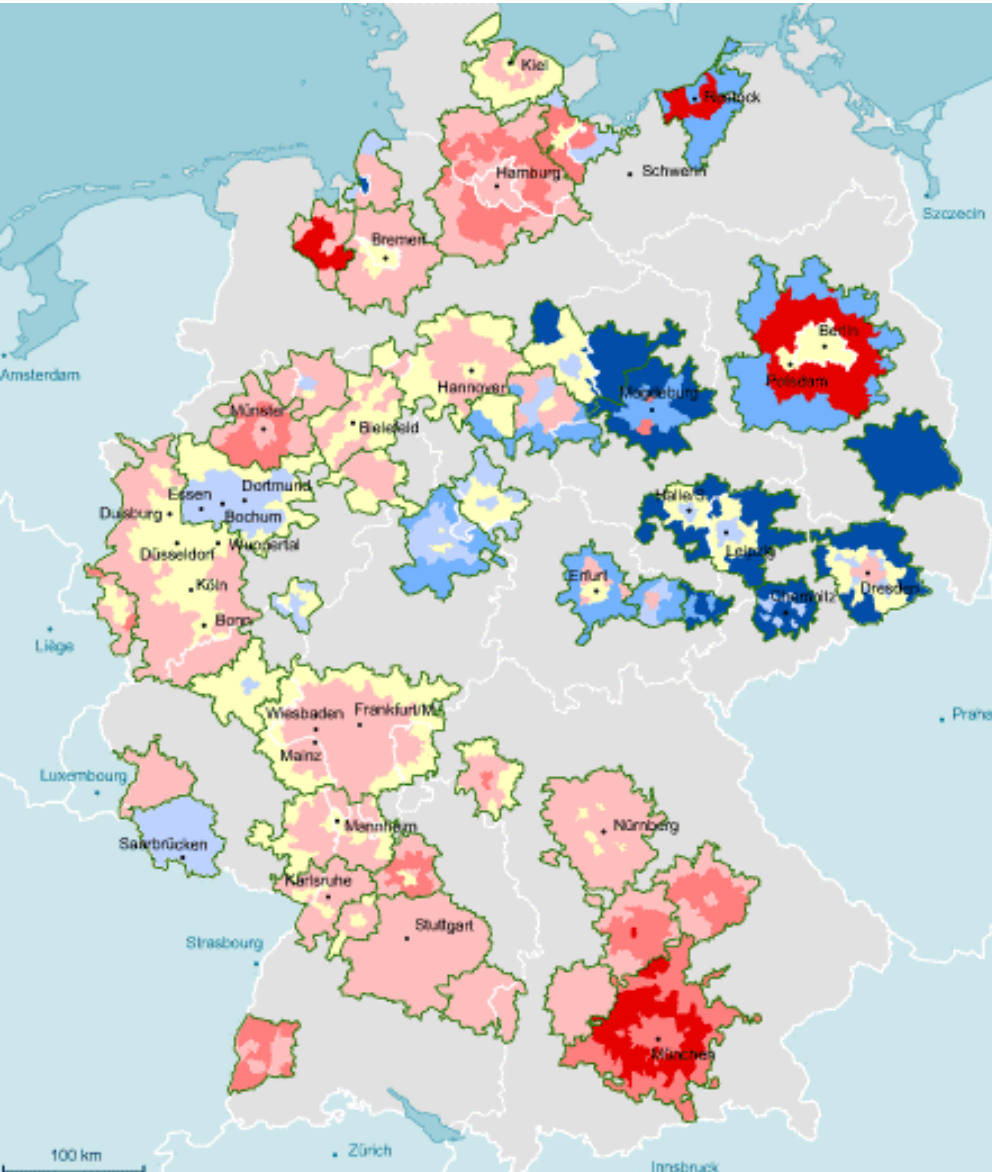 Kiel
Rostock
Hamburg
Schwerin
Szczecin
Bremen
Berlin
Potsdam
Amsterdam
Hannover
Magdeburg
Münster
Bielefeld
Essen
Dortmund
Halle/S.
Duisburg
Bochum
Düsseldorf
Wuppertal
Leipzig
Köln
Erfurt
Chemnitz
Dresden
Bonn
Liège
Wiesbaden
Frankfurt/M.
Praha
Mainz
Luxembourg
Mannheim
Nürnberg
Saarbrücken
Karlsruhe
Stuttgart
Strasbourg
München
100 km
Zürich
Innsbruck